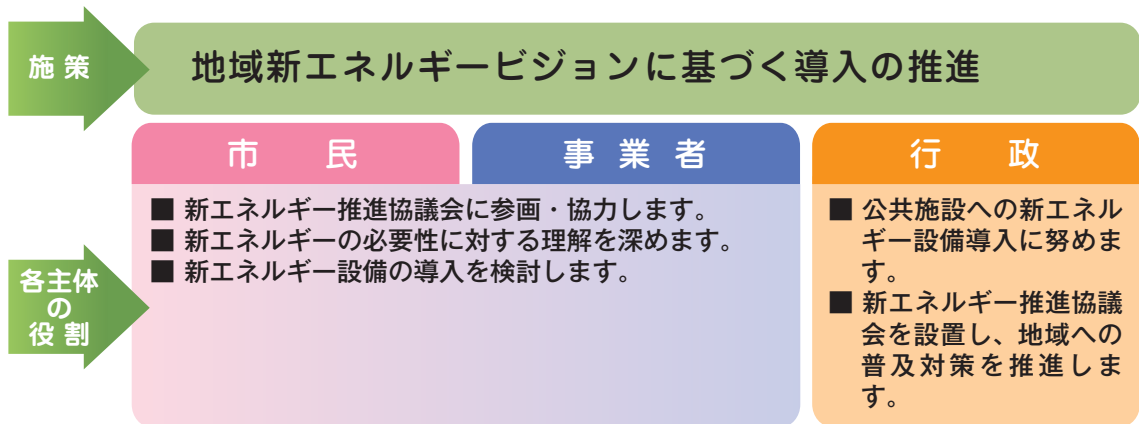 施策
地域新エネルギービジョンに基づく導入の推進
市民
事業者
行政
各主体
の
役割
■ 新エネルギー推進協議会に参画・協力します。
■ 新エネルギーの必要性に対する理解を深めます。
■ 新エネルギー設備の導入を検討します。
■ 公共施設への新エネル
ギー設備導入に努めま
す。
■ 新エネルギー推進協議
会を設置し、地域への
普及対策を推進しま
す。